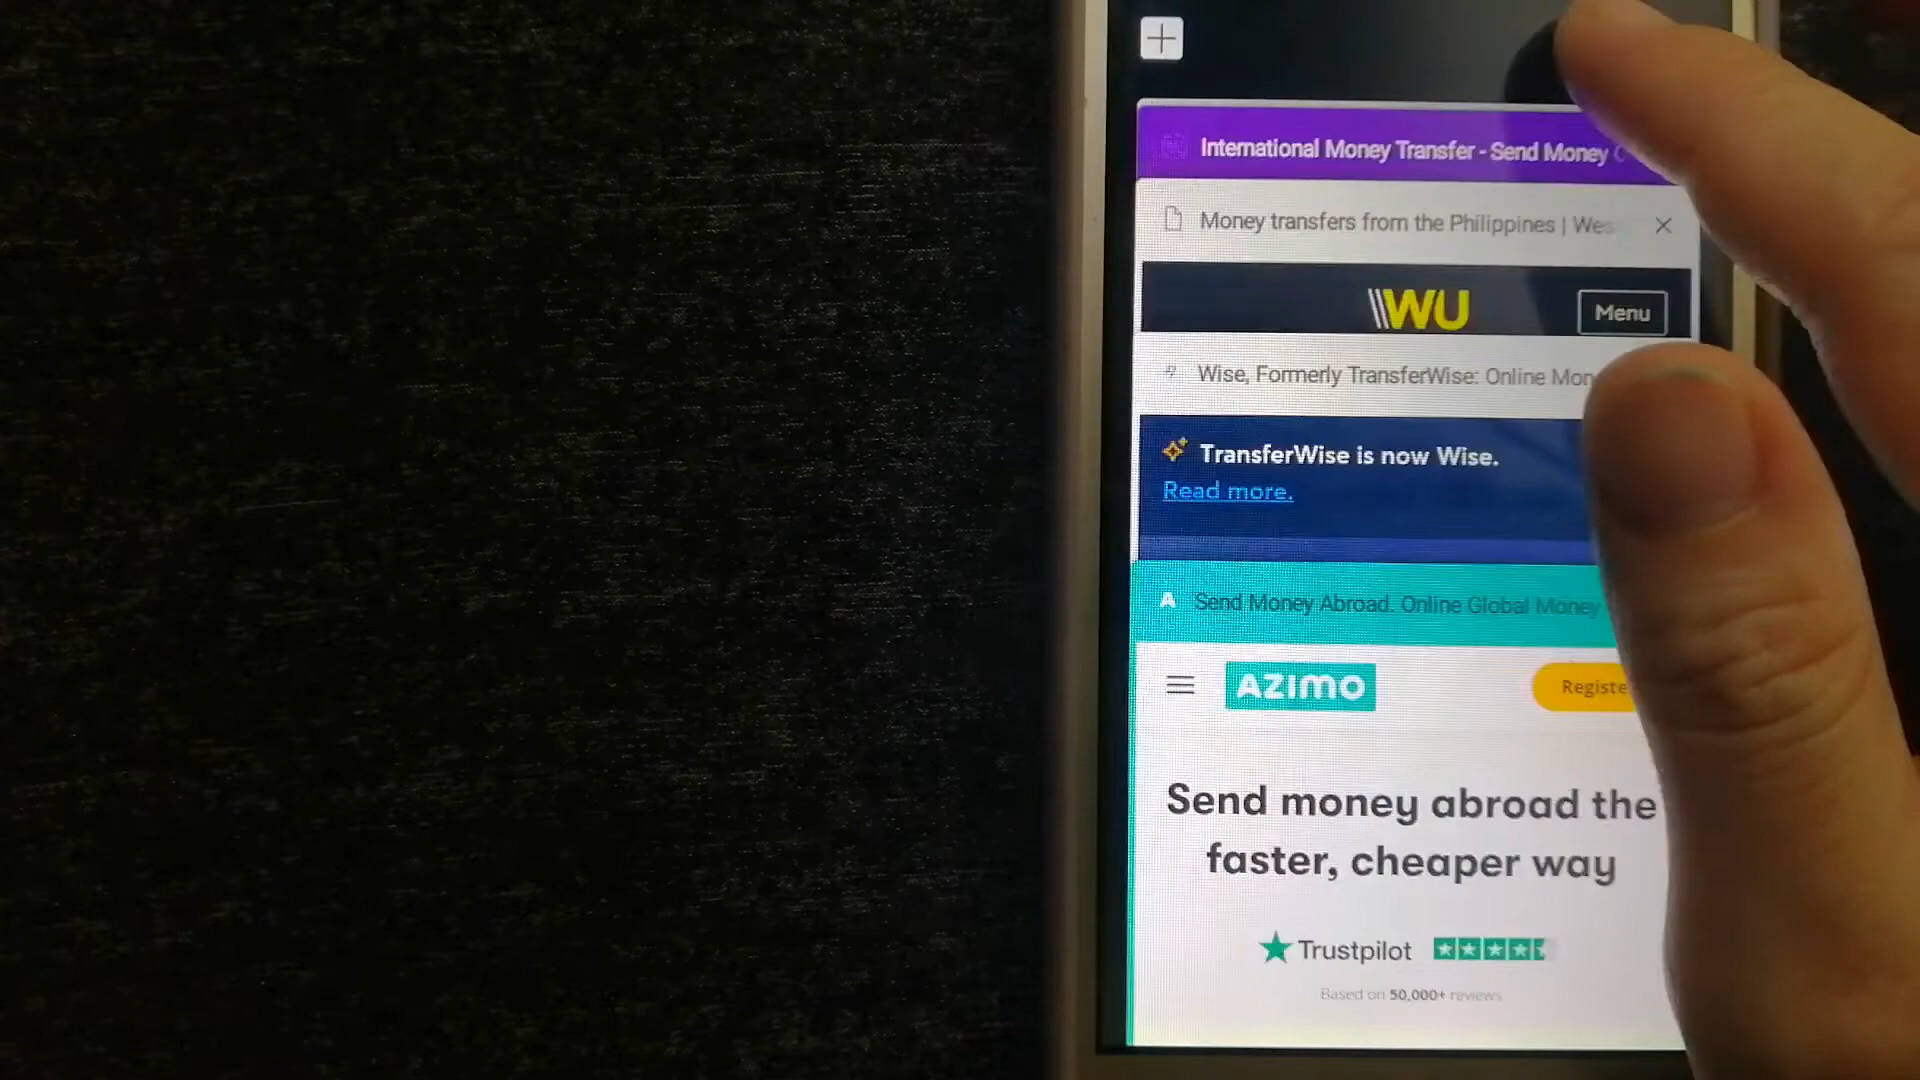 International Money Transfer - Send Money
Money transfers from the Philippines | Wes
WU
Menu
Wise, Formerly TransferWise: Online Mon
TransferWise is now Wise.
Read more.
A Send Money Abroad. Online Global Money
AZIMO
Registe
Send money abroad the
faster, cheaper way
Trustpilot
Based on 50,000+ reviews